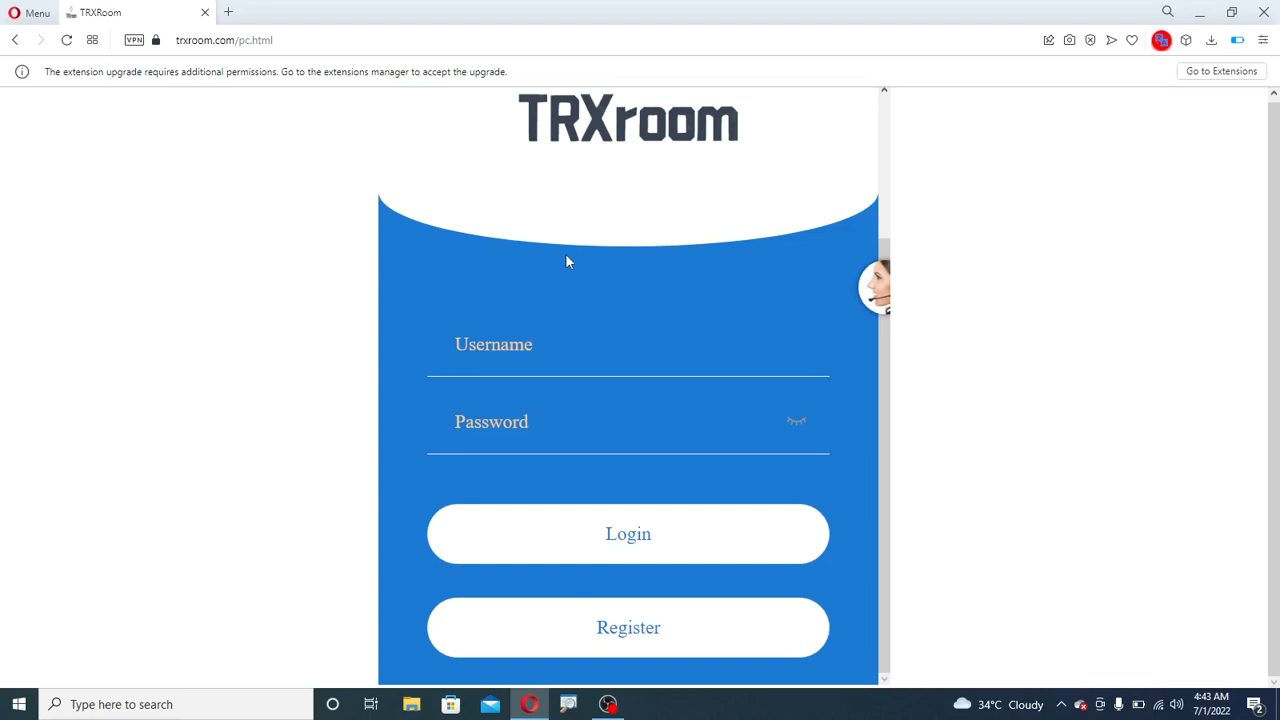 Menu
TRXRoom
VPN
trxroom.com/pc.html
The extension upgrade requires additional permissions. Go to the extensions manager to accept the upgrade.
Go to Extensions
TRXroom
Username
Password
Login
Register
Type here to search
34°C Cloudy
4:43 AM
7/1/2022
2